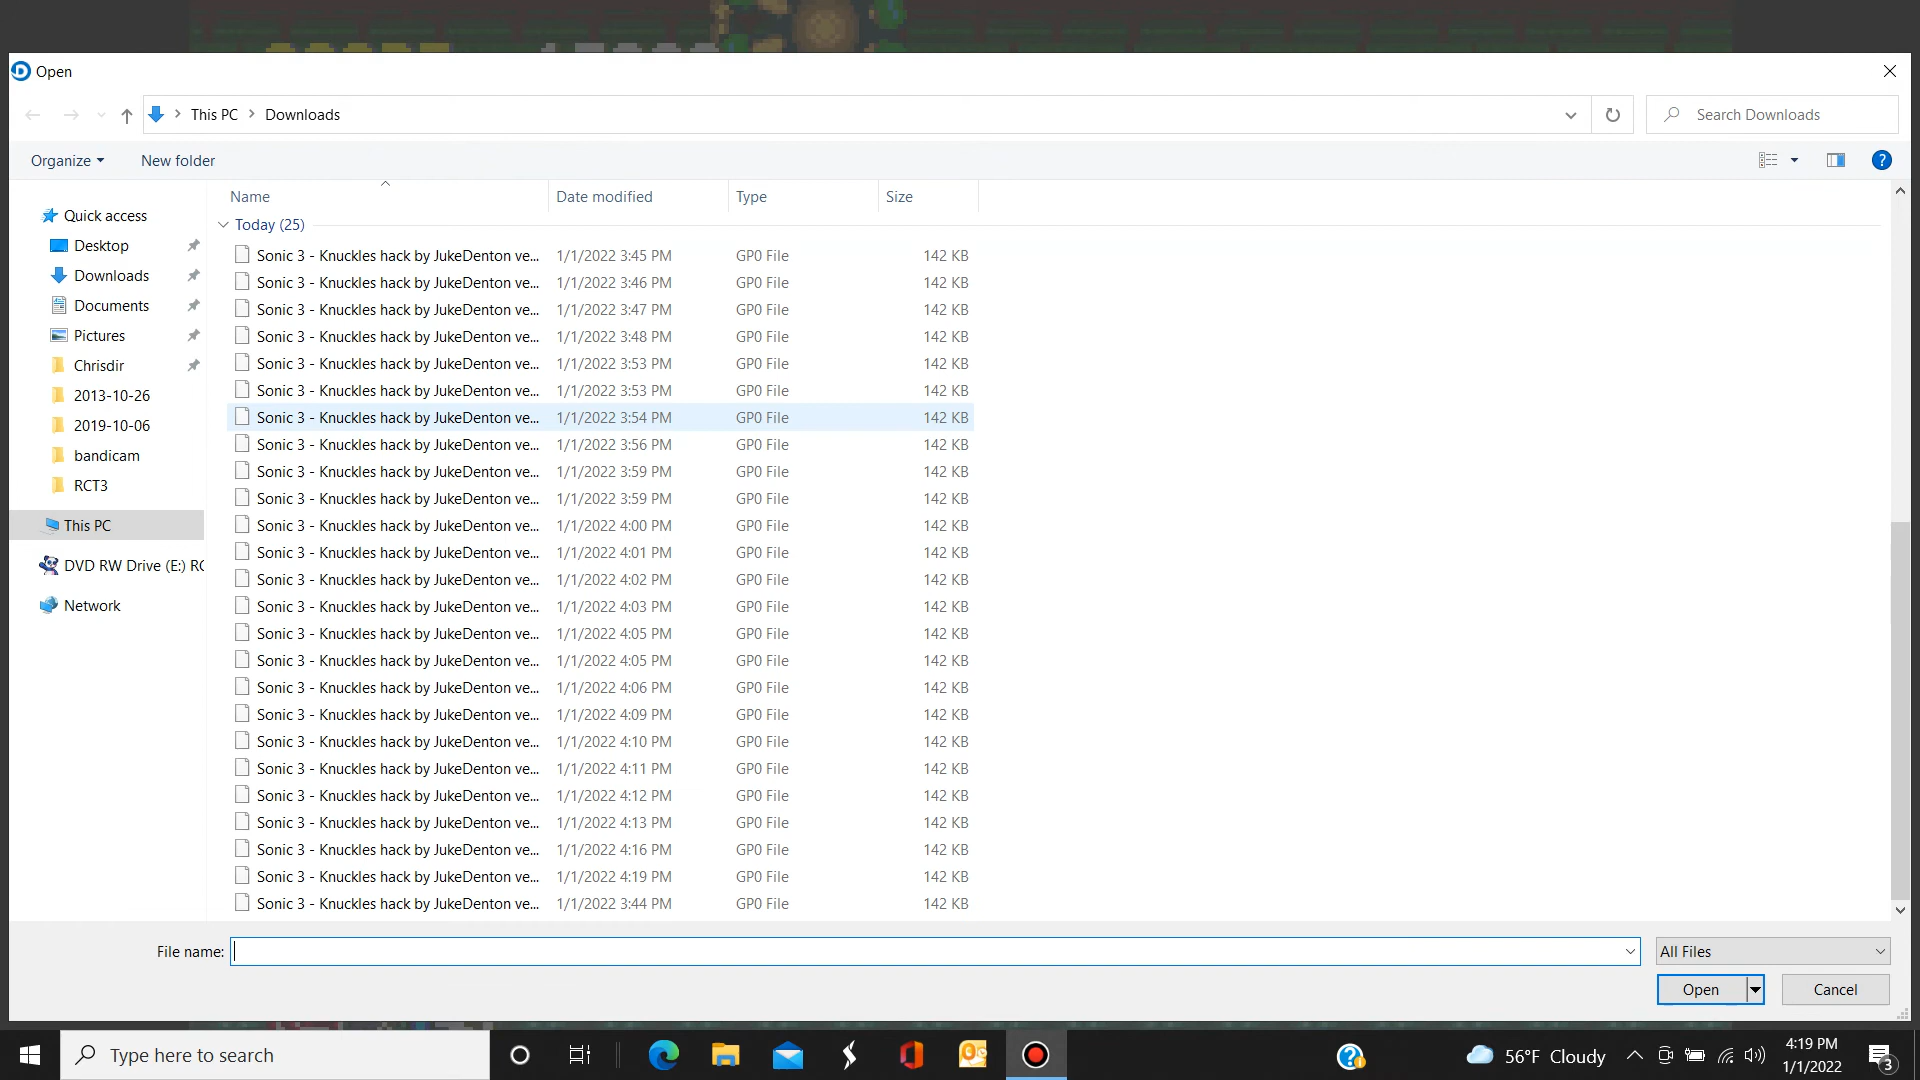 Open
This PC > Downloads
Search Downloads
Organize
New folder
Name Date modified Type Size
Today (25)
Quick access
Desktop
Downloads
Documents
Pictures
Chrisdir
2013-10-26
2019-10-06
bandicam
RCT3
This PC
DVD RW Drive (E:) RC
Network
Sonic 3 - Knuckles hack by JukeDenton ve... 1/1/2022 3:45 PM GP0 File 142 KB
Sonic 3 - Knuckles hack by JukeDenton ve... 1/1/2022 3:46 PM GP0 File 142 KB
Sonic 3 - Knuckles hack by JukeDenton ve... 1/1/2022 3:47 PM GP0 File 142 KB
Sonic 3 - Knuckles hack by JukeDenton ve... 1/1/2022 3:48 PM GP0 File 142 KB
Sonic 3 - Knuckles hack by JukeDenton ve... 1/1/2022 3:53 PM GP0 File 142 KB
Sonic 3 - Knuckles hack by JukeDenton ve... 1/1/2022 3:53 PM GP0 File 142 KB
Sonic 3 - Knuckles hack by JukeDenton ve... 1/1/2022 3:54 PM GP0 File 142 KB
Sonic 3 - Knuckles hack by JukeDenton ve... 1/1/2022 3:56 PM GP0 File 142 KB
Sonic 3 - Knuckles hack by JukeDenton ve... 1/1/2022 3:59 PM GP0 File 142 KB
Sonic 3 - Knuckles hack by JukeDenton ve... 1/1/2022 3:59 PM GP0 File 142 KB
Sonic 3 - Knuckles hack by JukeDenton ve... 1/1/2022 4:00 PM GP0 File 142 KB
Sonic 3 - Knuckles hack by JukeDenton ve... 1/1/2022 4:01 PM GP0 File 142 KB
Sonic 3 - Knuckles hack by JukeDenton ve... 1/1/2022 4:02 PM GP0 File 142 KB
Sonic 3 - Knuckles hack by JukeDenton ve... 1/1/2022 4:03 PM GP0 File 142 KB
Sonic 3 - Knuckles hack by JukeDenton ve... 1/1/2022 4:05 PM GP0 File 142 KB
Sonic 3 - Knuckles hack by JukeDenton ve... 1/1/2022 4:05 PM GP0 File 142 KB
Sonic 3 - Knuckles hack by JukeDenton ve... 1/1/2022 4:06 PM GP0 File 142 KB
Sonic 3 - Knuckles hack by JukeDenton ve... 1/1/2022 4:09 PM GP0 File 142 KB
Sonic 3 - Knuckles hack by JukeDenton ve... 1/1/2022 4:10 PM GP0 File 142 KB
Sonic 3 - Knuckles hack by JukeDenton ve... 1/1/2022 4:11 PM GP0 File 142 KB
Sonic 3 - Knuckles hack by JukeDenton ve... 1/1/2022 4:12 PM GP0 File 142 KB
Sonic 3 - Knuckles hack by JukeDenton ve... 1/1/2022 4:13 PM GP0 File 142 KB
Sonic 3 - Knuckles hack by JukeDenton ve... 1/1/2022 4:16 PM GP0 File 142 KB
Sonic 3 - Knuckles hack by JukeDenton ve... 1/1/2022 4:19 PM GP0 File 142 KB
Sonic 3 - Knuckles hack by JukeDenton ve... 1/1/2022 3:44 PM GP0 File 142 KB
File name:
All Files
Open
Cancel
Type here to search
56°F Cloudy
4:19 PM
1/1/2022
3